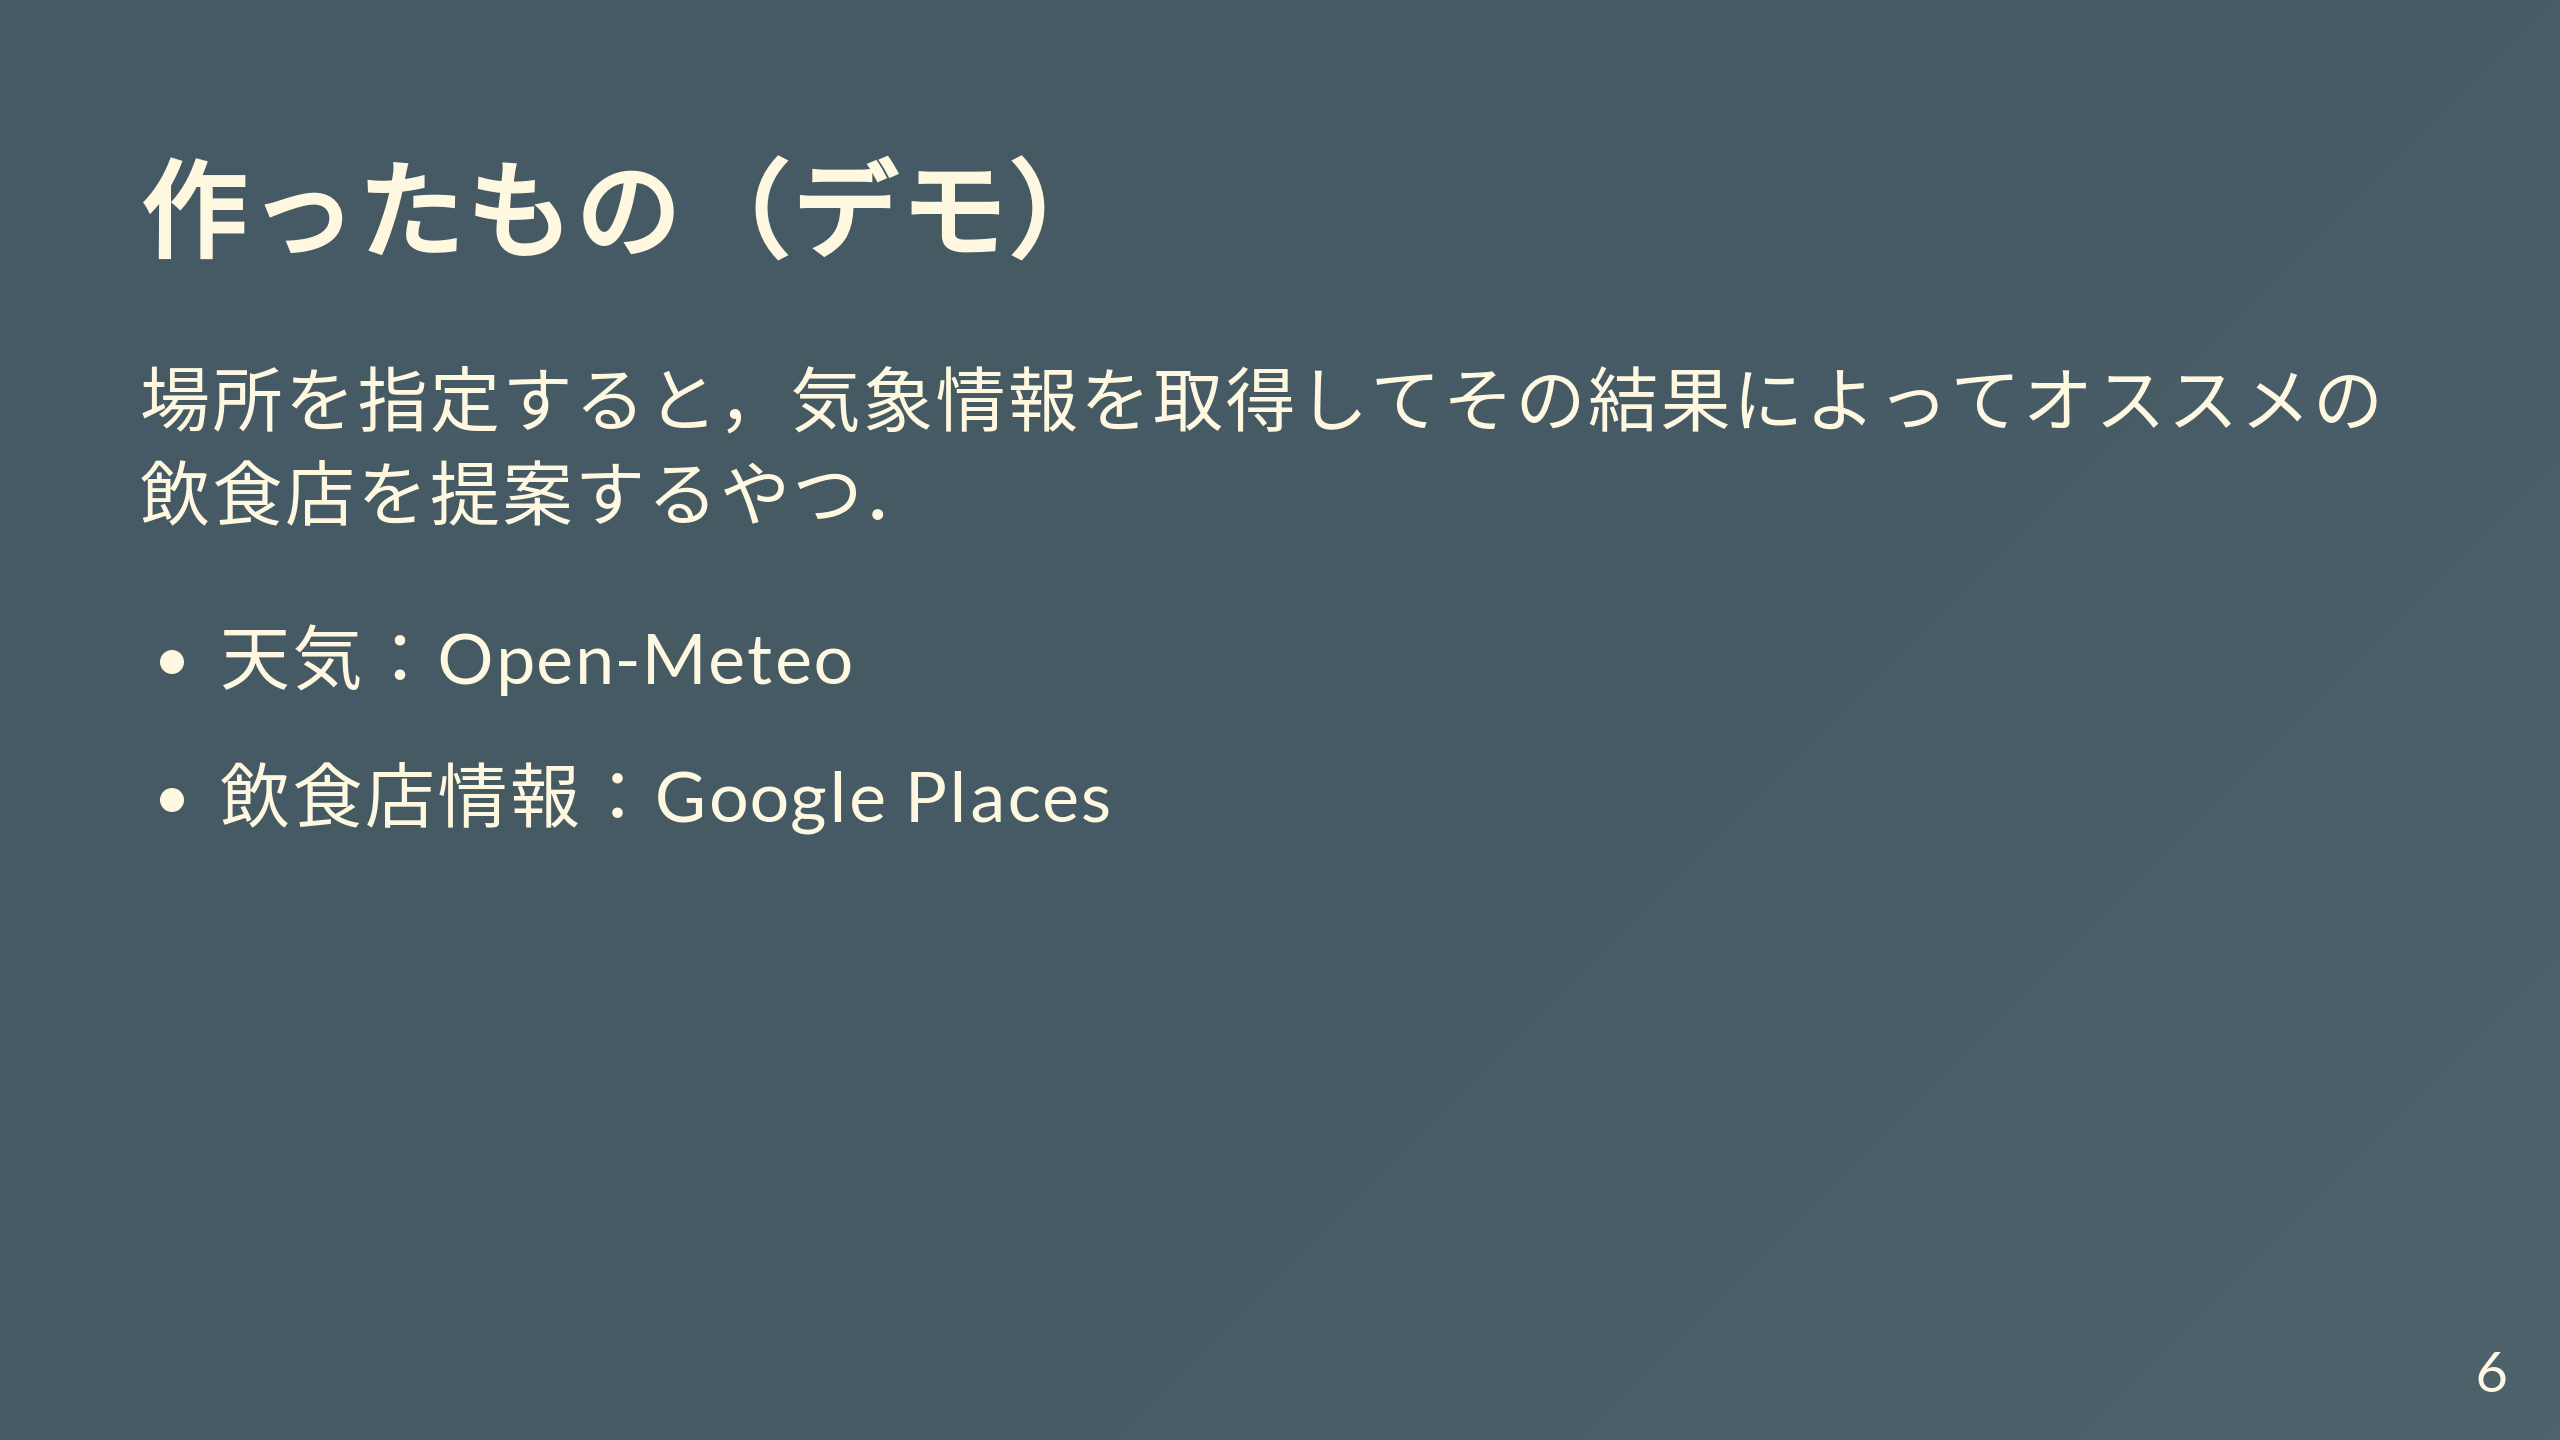 作ったもの（デモ）
場所を指定すると，気象情報を取得してその結果によってオススメの
飲食店を提案するやつ．
• 天気：Open-Meteo
• 飲食店情報：Google Places
6